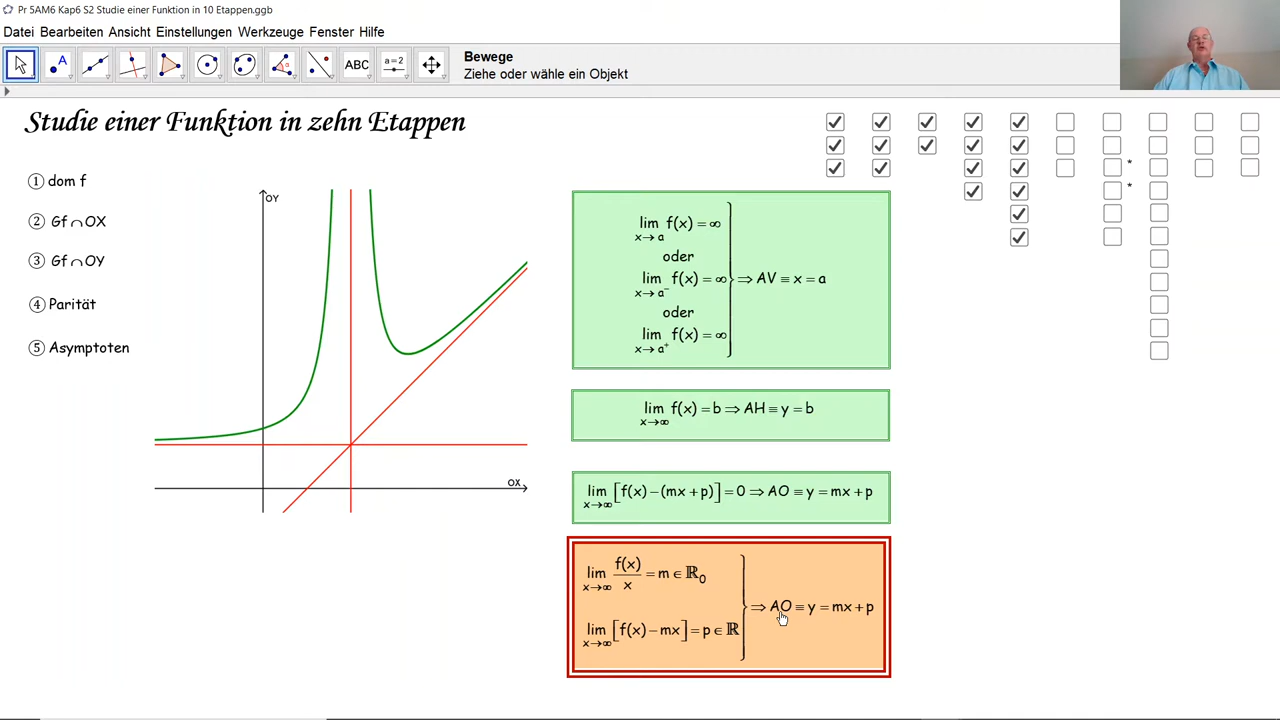 Pr 5AM6 Kap6 S2 Studie einer Funktion in 10 Etappen.ggb
Datei Bearbeiten Ansicht Einstellungen Werkzeuge Fenster Hilfe
A
ABC
a=2
Bewege
Ziehe oder wähle ein Objekt
Studie einer Funktion in zehn Etappen
① dom f
② Gf ∩ OX
③ Gf ∩ OY
④ Parität
⑤ Asymptoten
OY
OX
*
*
lim f(x) = ∞
x→a
oder
lim f(x) = ∞ ⇒ AV ≡ x = a
x→a⁻
oder
lim f(x) = ∞
x→a⁺
lim f(x) = b ⇒ AH ≡ y = b
x→∞
lim [f(x) − (mx + p)] = 0 ⇒ AO ≡ y = mx + p
x→∞
lim f(x)/x = m ∈ ℝ₀
x→∞
⇒ AO ≡ y = mx + p
lim [f(x) − mx] = p ∈ ℝ
x→∞